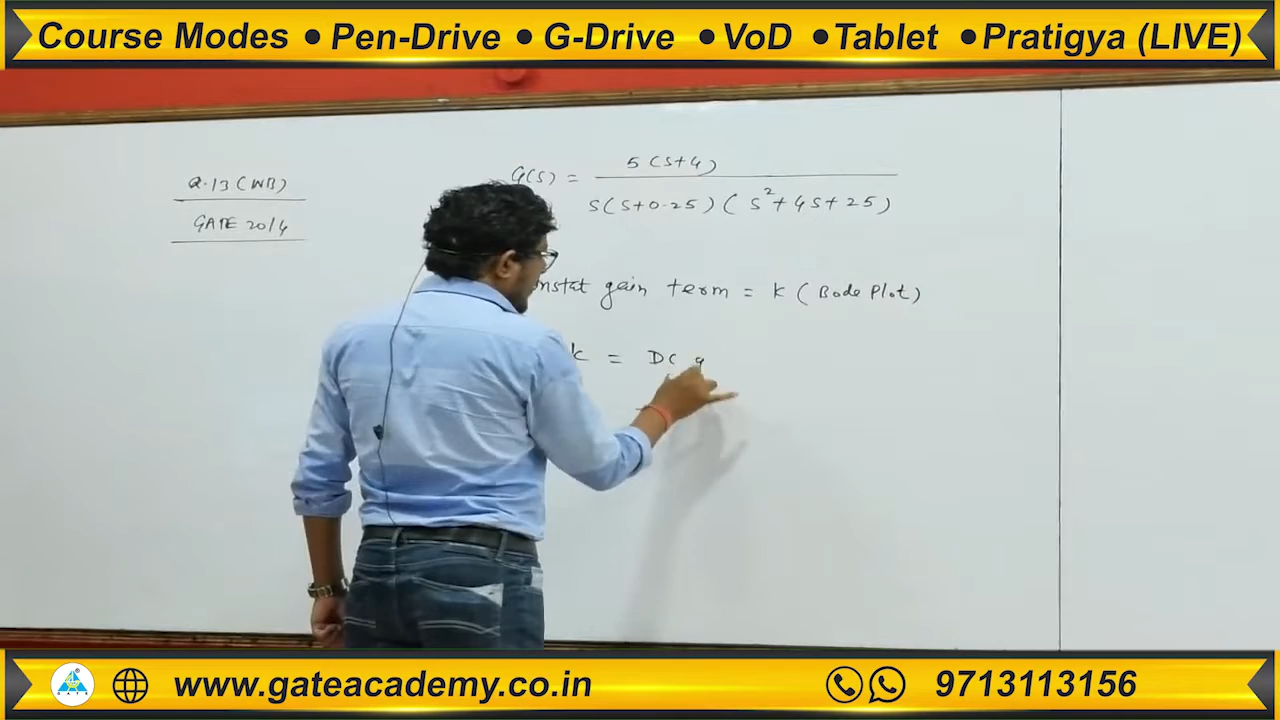 Course Modes • Pen-Drive • G-Drive • VoD • Tablet • Pratigya (LIVE)
Q.13 (WB)
GATE 2014
G(s) = 5(s+4) / s(s+0.25)(s²+4s+25)
nstat gain term = K (Bode Plot)
K = DC g
www.gateacademy.co.in 9713113156